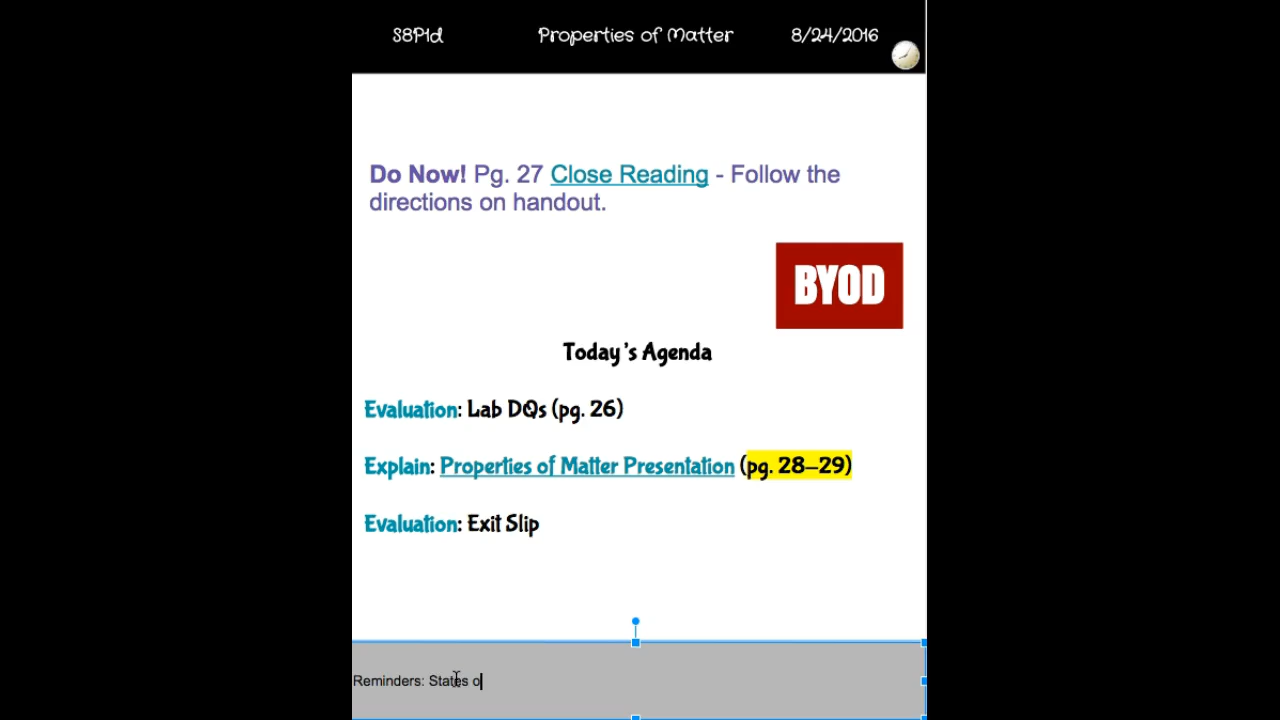 S8P1d Properties of Matter 8/24/2016
Do Now! Pg. 27 Close Reading - Follow the
directions on handout.
BYOD
Today's Agenda
Evaluation: Lab DQs (pg. 26)
Explain: Properties of Matter Presentation (pg. 28-29)
Evaluation: Exit Slip
Reminders: States o